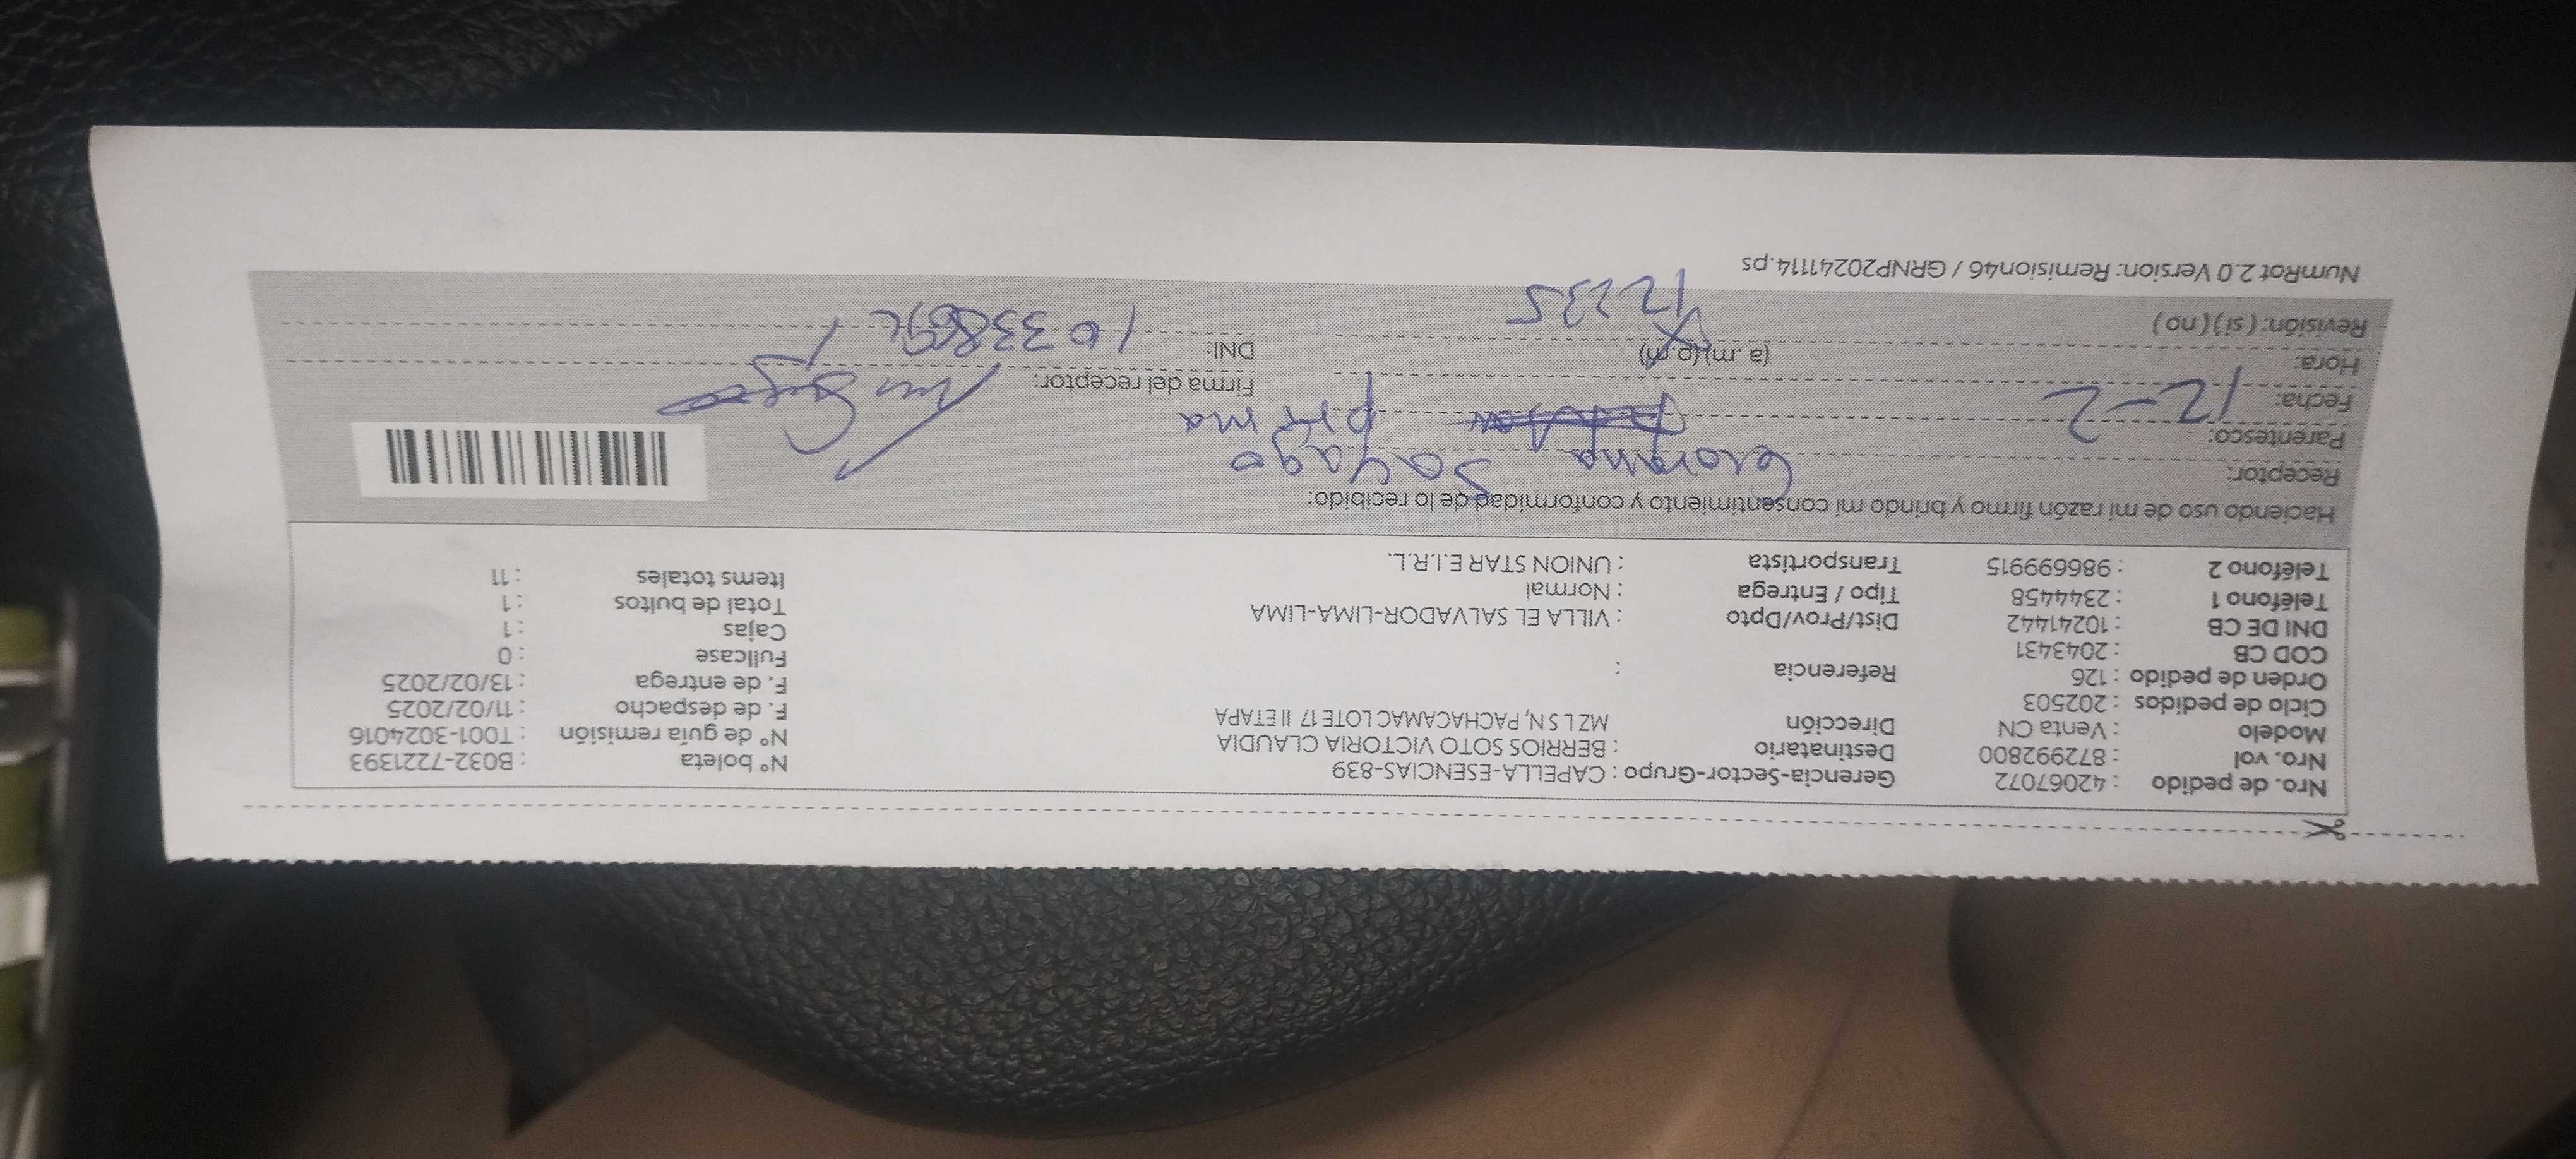 Nro. de pedido : 42067072 Gerencia-Sector-Grupo : CAPELLA-ESENCIAS-839 N° boleta : B032-7221393
Nro. vol : 872992800 Destinatario : BERRIOS SOTO VICTORIA CLAUDIA N° de guía remisión : T001-3024016
Modelo : Venta CN Dirección MZ L S N, PACHACAMAC LOTE 17 II ETAPA F. de despacho : 11/02/2025
Ciclo de pedidos : 202503 F. de entrega : 13/02/2025
Orden de pedido : 126 Referencia : Fullcase : 0
COD CB : 2043431 Cajas : 1
DNI DE CB : 10241442 Dist/Prov/Dpto : VILLA EL SALVADOR-LIMA-LIMA Total de bultos : 1
Teléfono 1 : 2344458 Tipo / Entrega : Normal Items totales : 11
Teléfono 2 : 986699915 Transportista : UNION STAR E.I.R.L.
Haciendo uso de mi razón firmo y brindo mi consentimiento y conformidad de lo recibido:
Receptor: Sayago
Parentesco: prima
Fecha: 12-2 Firma del receptor:
Hora: (a. m) (p. m) DNI:
Revisión: ( si ) ( no ) 12
NumRot 2.0 Version: Remision46 / GRNP20241114.ps